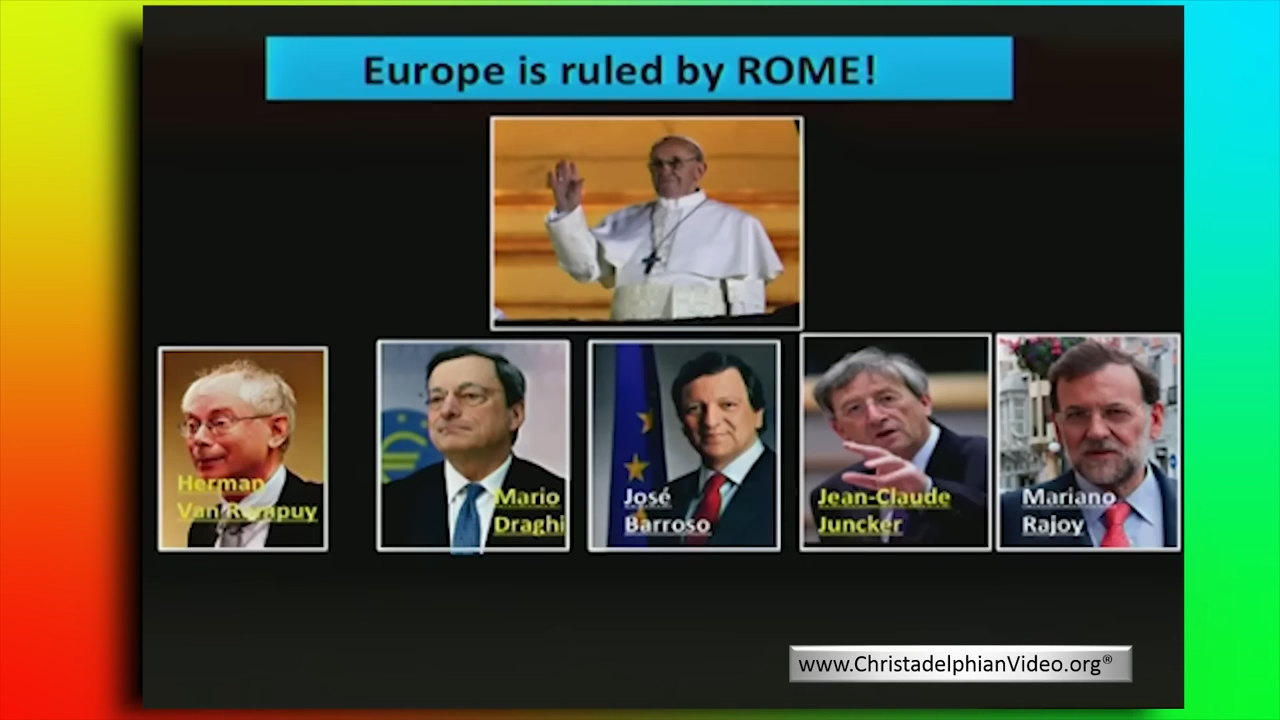 Europe is ruled by ROME!
Herman
Van Rompuy
Mario
Draghi
José
Barroso
Jean-Claude
Juncker
Mariano
Rajoy
www.ChristadelphianVideo.org®